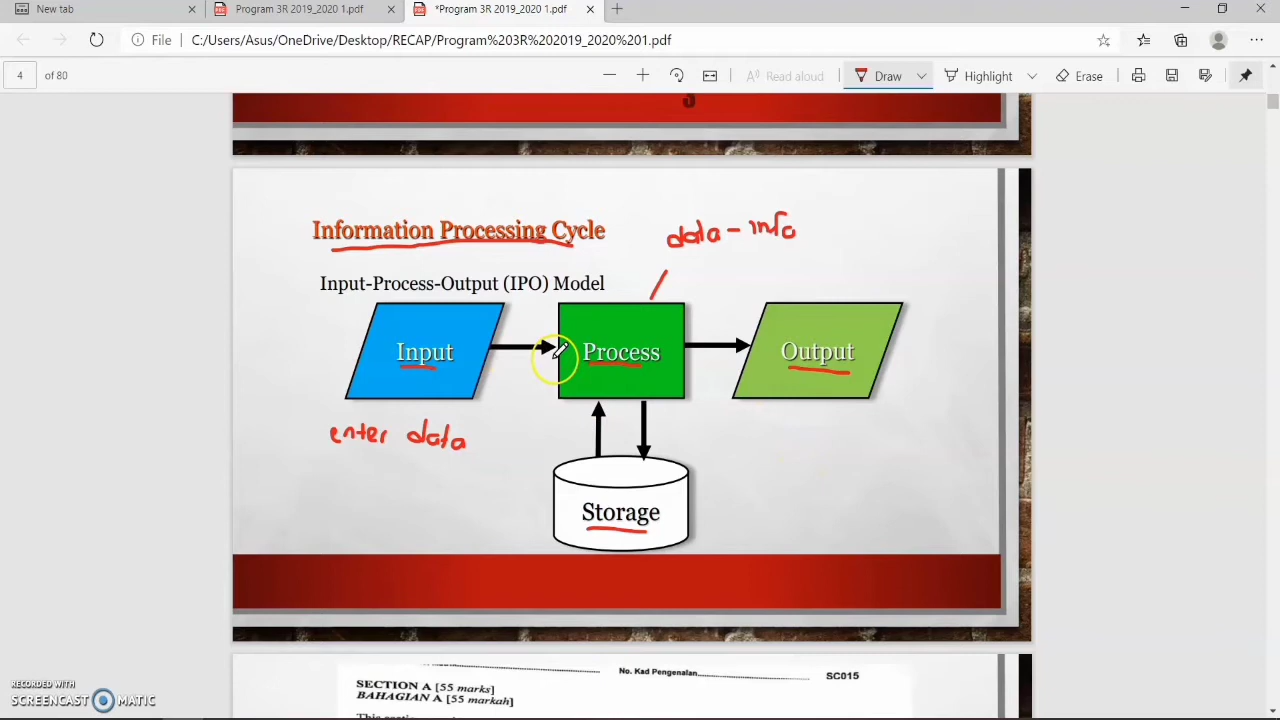 New tab
Program 3R 2019_2020 1.pdf
*Program 3R 2019_2020 1.pdf
File
C:/Users/Asus/OneDrive/Desktop/RECAP/Program%203R%202019_2020%201.pdf
4 of 80
Read aloud
Draw
Highlight
Erase
3
Information Processing Cycle
data - info
Input-Process-Output (IPO) Model
Input
Process
Output
enter data
Storage
No. Kad Pengenalan
SC015
SECTION A [55 marks]
BAHAGIAN A [55 markah]
RECORDED WITH
SCREENCAST MATIC